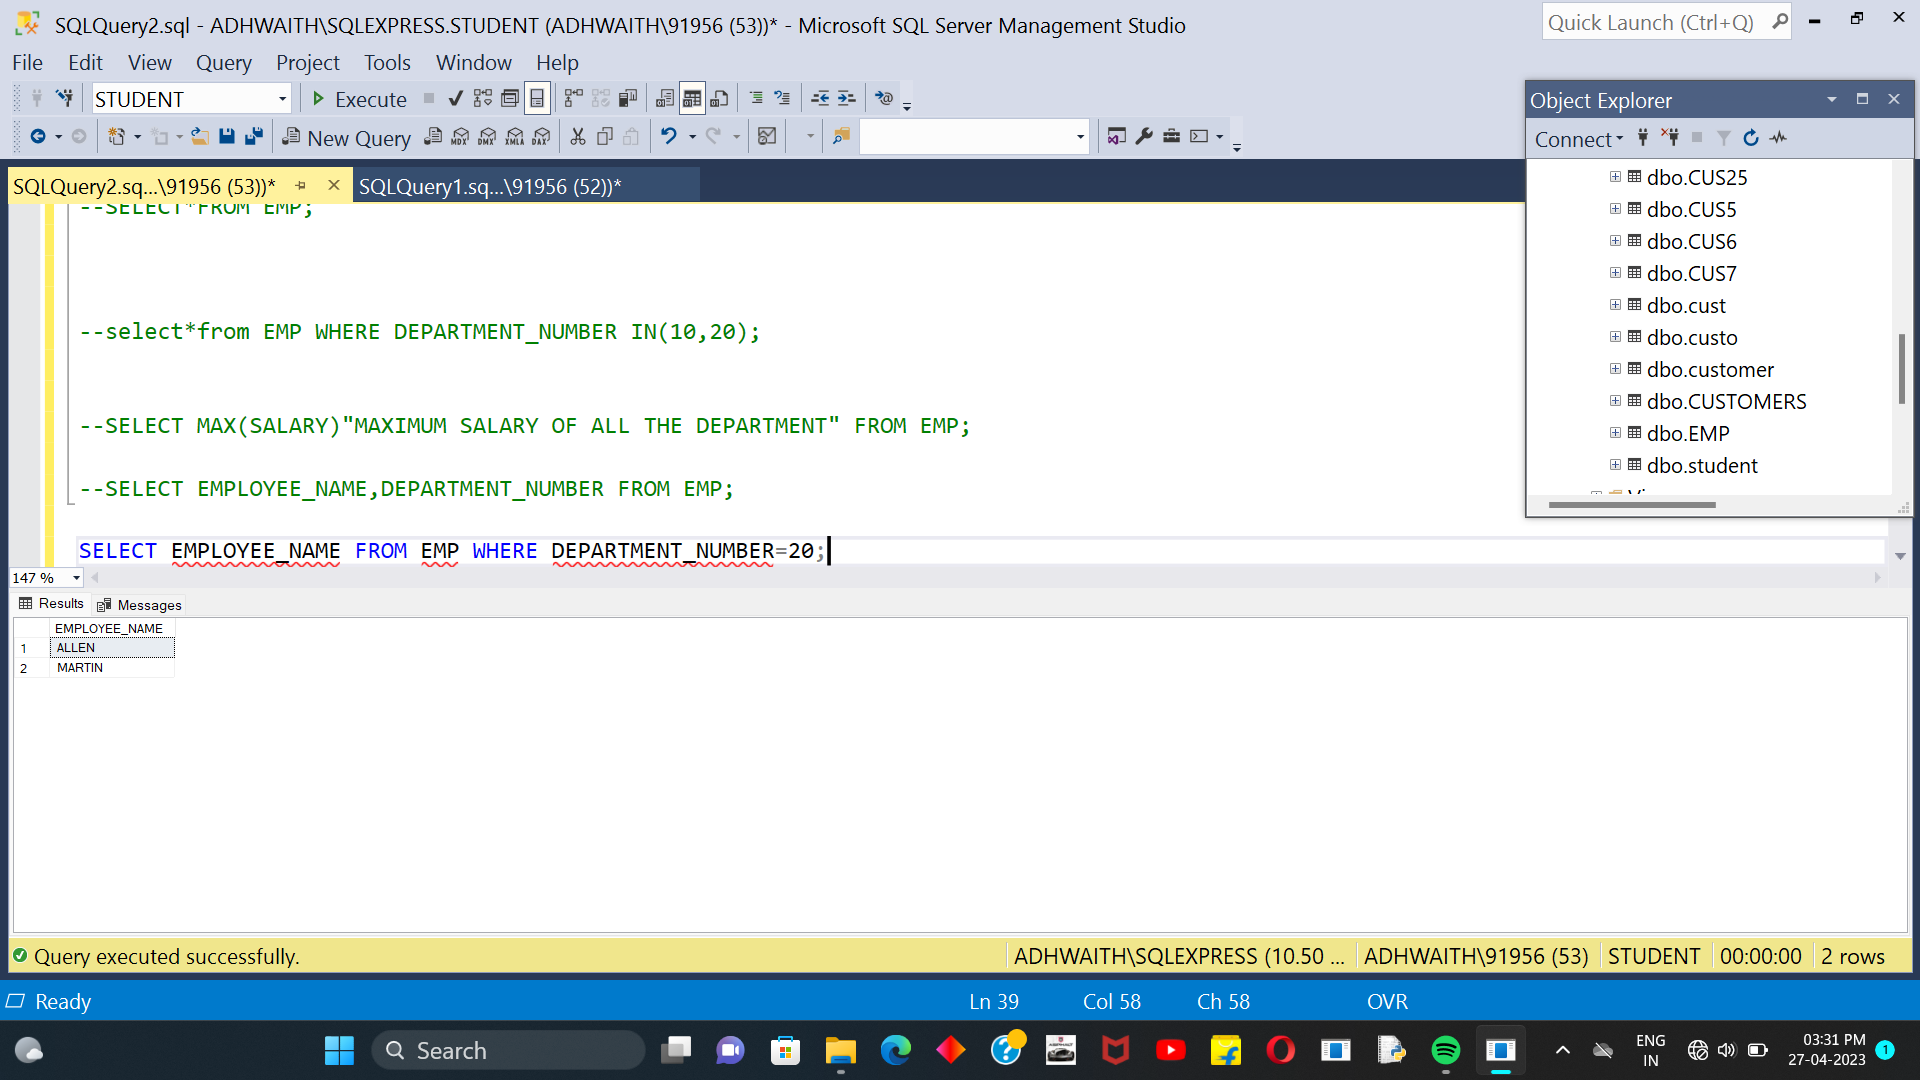 SQLQuery2.sql - ADHWAITH\SQLEXPRESS.STUDENT (ADHWAITH\91956 (53))* - Microsoft SQL Server Management Studio
Quick Launch (Ctrl+Q)
File Edit View Query Project Tools Window Help
STUDENT Execute
New Query MDX DMX XMLA DAX
SQLQuery2.sq...\91956 (53))* SQLQuery1.sq...\91956 (52))*
--SELECT*FROM EMP;
--select*from EMP WHERE DEPARTMENT_NUMBER IN(10,20);
--SELECT MAX(SALARY)"MAXIMUM SALARY OF ALL THE DEPARTMENT" FROM EMP;
--SELECT EMPLOYEE_NAME,DEPARTMENT_NUMBER FROM EMP;
SELECT EMPLOYEE_NAME FROM EMP WHERE DEPARTMENT_NUMBER=20;
147 %
Object Explorer
Connect
dbo.CUS25
dbo.CUS5
dbo.CUS6
dbo.CUS7
dbo.cust
dbo.custo
dbo.customer
dbo.CUSTOMERS
dbo.EMP
dbo.student
Results Messages
EMPLOYEE_NAME
1 ALLEN
2 MARTIN
Query executed successfully.
ADHWAITH\SQLEXPRESS (10.50 ... ADHWAITH\91956 (53) STUDENT 00:00:00 2 rows
Ready Ln 39 Col 58 Ch 58 OVR
Search
ENG
IN
03:31 PM
27-04-2023
1